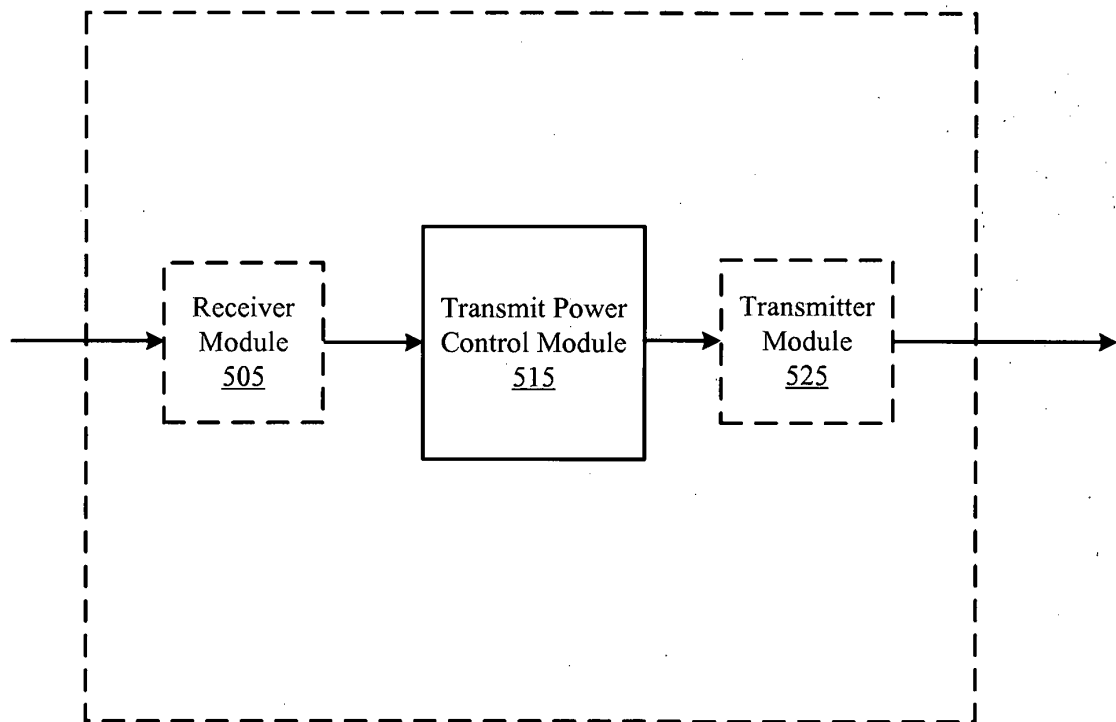 Receiver
Module
505
Transmit Power
Control Module
515
Transmitter
Module
525